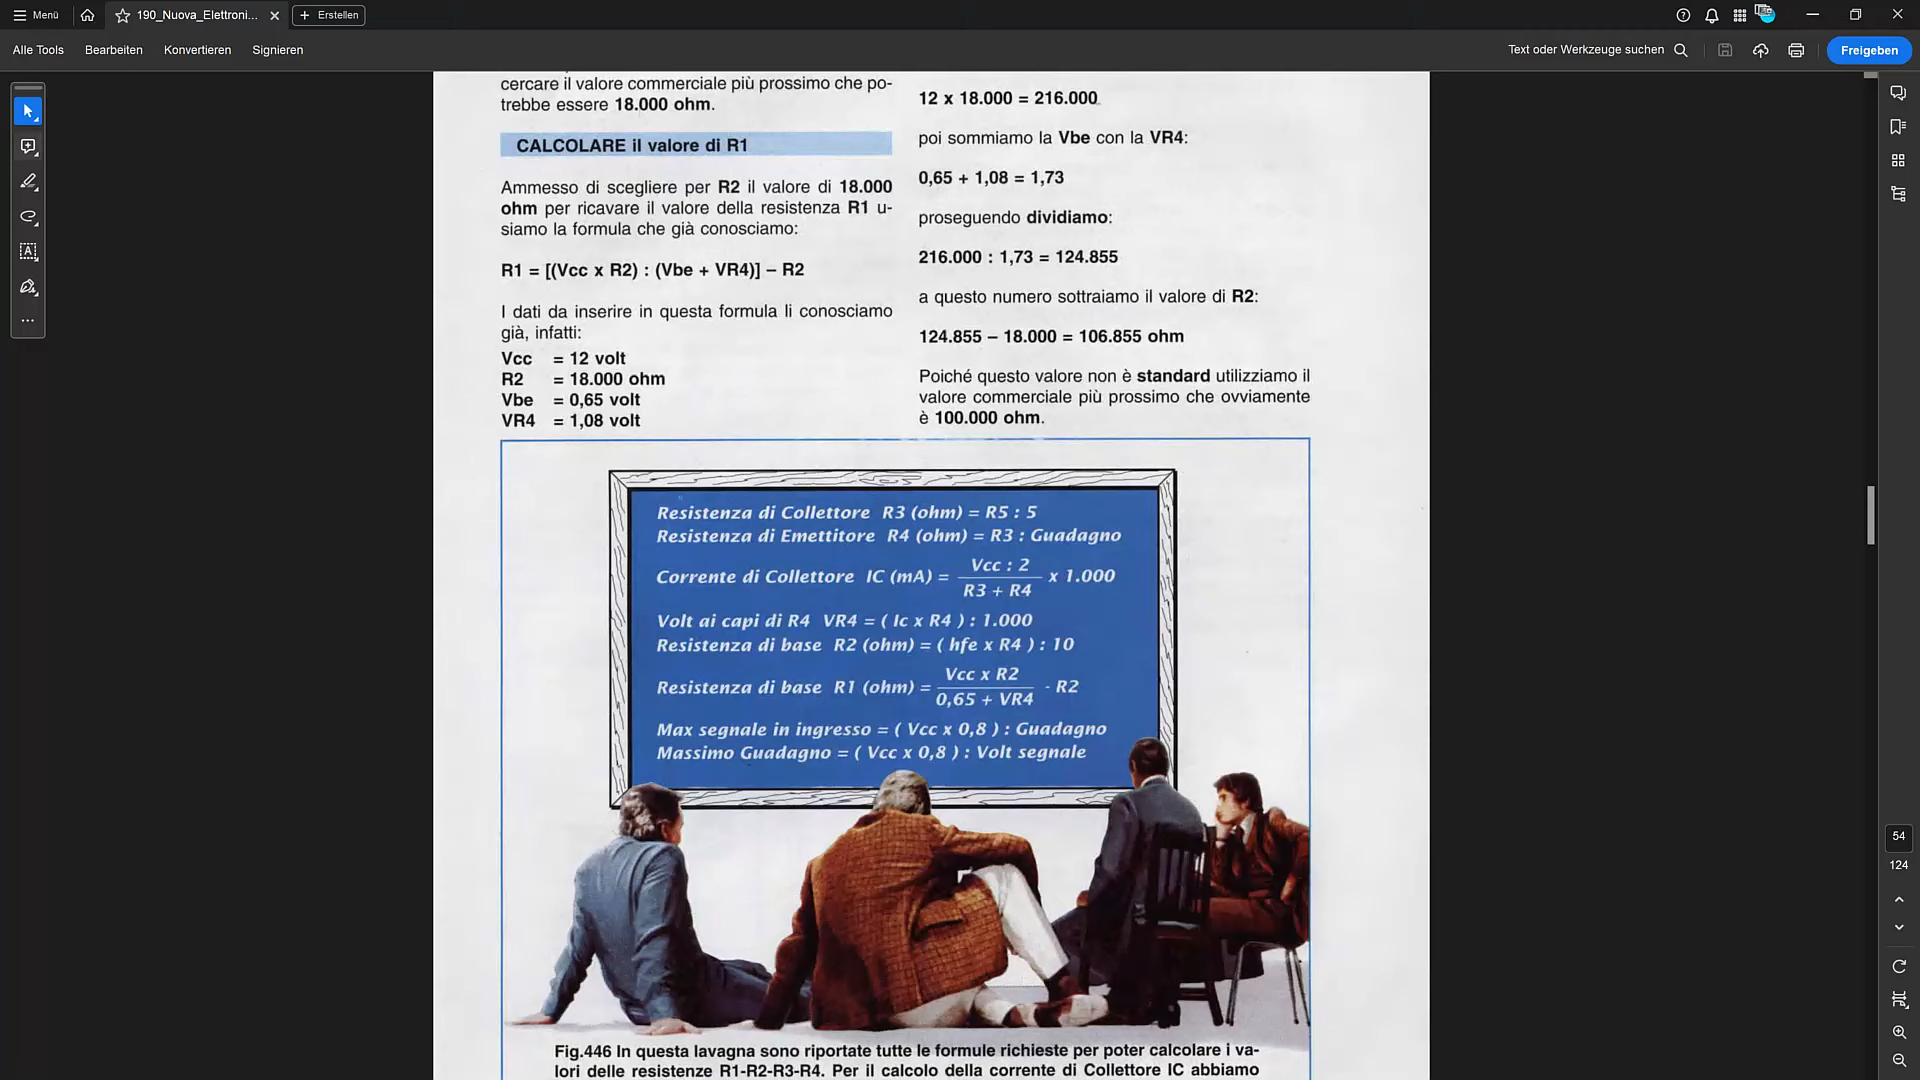 Menü
190_Nuova_Elettroni...
Erstellen
Alle Tools
Bearbeiten
Konvertieren
Signieren
Text oder Werkzeuge suchen
Freigeben
cercare il valore commerciale più prossimo che po-
trebbe essere 18.000 ohm.
CALCOLARE il valore di R1
Ammesso di scegliere per R2 il valore di 18.000
ohm per ricavare il valore della resistenza R1 u-
siamo la formula che già conosciamo:
R1 = [(Vcc x R2) : (Vbe + VR4)] – R2
I dati da inserire in questa formula li conosciamo
già, infatti:
Vcc = 12 volt
R2 = 18.000 ohm
Vbe = 0,65 volt
VR4 = 1,08 volt
12 x 18.000 = 216.000
poi sommiamo la Vbe con la VR4:
0,65 + 1,08 = 1,73
proseguendo dividiamo:
216.000 : 1,73 = 124.855
a questo numero sottraiamo il valore di R2:
124.855 – 18.000 = 106.855 ohm
Poiché questo valore non è standard utilizziamo il
valore commerciale più prossimo che ovviamente
è 100.000 ohm.
Resistenza di Collettore R3 (ohm) = R5 : 5
Resistenza di Emettitore R4 (ohm) = R3 : Guadagno
Corrente di Collettore IC (mA) = Vcc : 2 / R3 + R4 x 1.000
Volt ai capi di R4 VR4 = ( Ic x R4 ) : 1.000
Resistenza di base R2 (ohm) = ( hfe x R4 ) : 10
Resistenza di base R1 (ohm) = Vcc x R2 / 0,65 + VR4 - R2
Max segnale in ingresso = ( Vcc x 0,8 ) : Guadagno
Massimo Guadagno = ( Vcc x 0,8 ) : Volt segnale
Fig.446 In questa lavagna sono riportate tutte le formule richieste per poter calcolare i va-
lori delle resistenze R1-R2-R3-R4. Per il calcolo della corrente di Collettore IC abbiamo
54
124